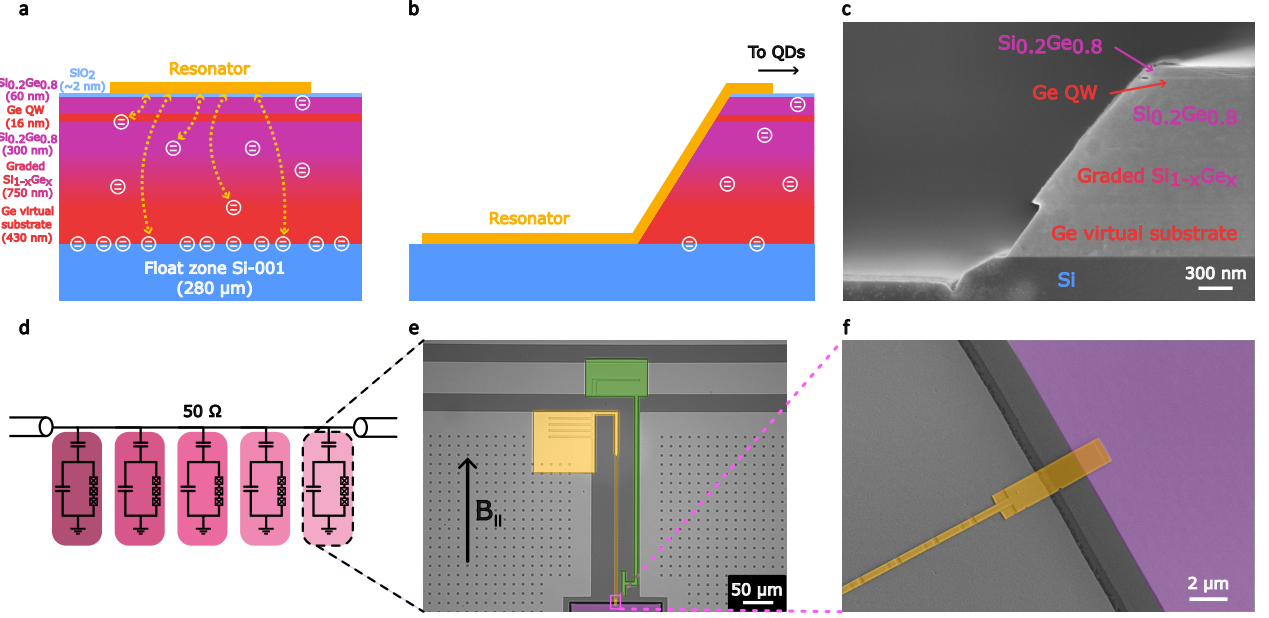 a
Resonator
SiO2
(~2 nm)
Si0.2Ge0.8
(60 nm)
Ge QW
(16 nm)
Si0.2Ge0.8
(300 nm)
Graded
Si1-xGex
(750 nm)
Ge virtual
substrate
(430 nm)
Float zone Si-001
(280 μm)
b
To QDs
Resonator
c
Si0.2Ge0.8
Ge QW
Si0.2Ge0.8
Graded Si1-xGex
Ge virtual substrate
Si
300 nm
d
50 Ω
e
B||
50 μm
f
2 μm